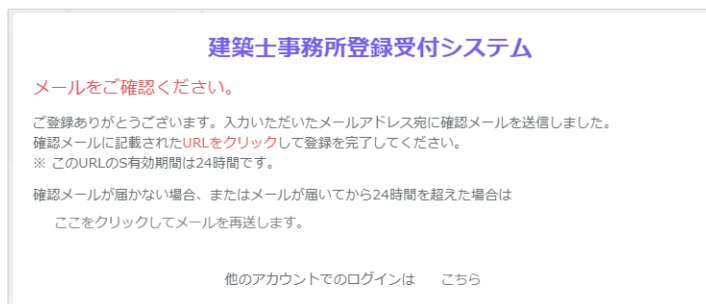 建築士事務所登録受付システム
メールをご確認ください。
ご登録ありがとうございます。入力いただいたメールアドレス宛に確認メールを送信しました。
確認メールに記載されたURLをクリックして登録を完了してください。
※ このURLのS有効期間は24時間です。
確認メールが届かない場合、またはメールが届いてから24時間を超えた場合は
ここをクリックしてメールを再送します。
他のアカウントでのログインは こちら